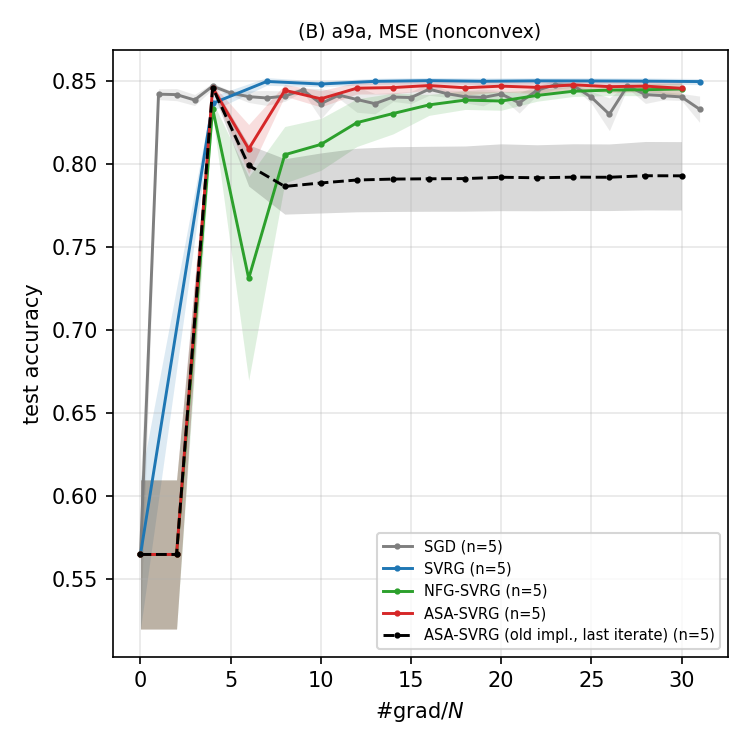 (B) a9a, MSE (nonconvex)
test accuracy
0.85
0.80
0.75
0.70
0.65
0.60
0.55
SGD (n=5)
SVRG (n=5)
NFG-SVRG (n=5)
ASA-SVRG (n=5)
ASA-SVRG (old impl., last iterate) (n=5)
0 5 10 15 20 25 30
#grad/N